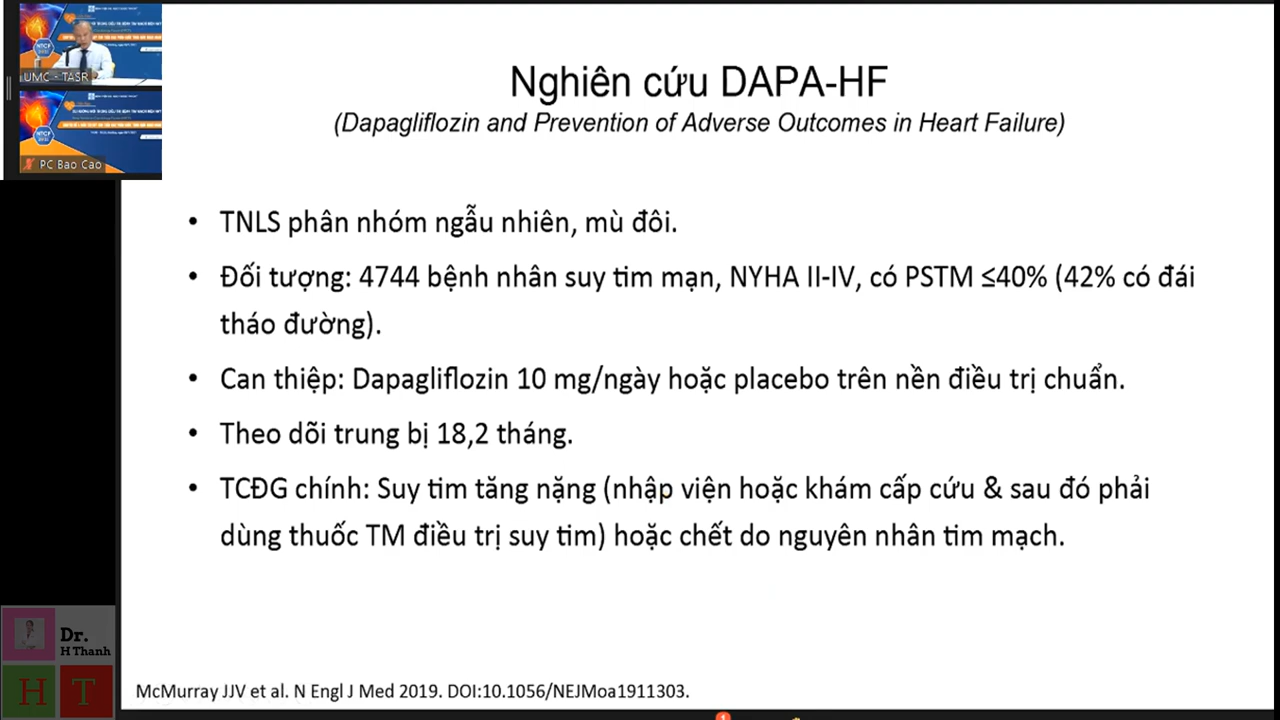 Nghiên cứu DAPA-HF
(Dapagliflozin and Prevention of Adverse Outcomes in Heart Failure)
• TNLS phân nhóm ngẫu nhiên, mù đôi.
• Đối tượng: 4744 bệnh nhân suy tim mạn, NYHA II-IV, có PSTM ≤40% (42% có đái
tháo đường).
• Can thiệp: Dapagliflozin 10 mg/ngày hoặc placebo trên nền điều trị chuẩn.
• Theo dõi trung bị 18,2 tháng.
• TCĐG chính: Suy tim tăng nặng (nhập viện hoặc khám cấp cứu & sau đó phải
dùng thuốc TM điều trị suy tim) hoặc chết do nguyên nhân tim mạch.
McMurray JJV et al. N Engl J Med 2019. DOI:10.1056/NEJMoa1911303.
UMC - TASR
PC Bao Cao
Dr.
H Thanh
H T